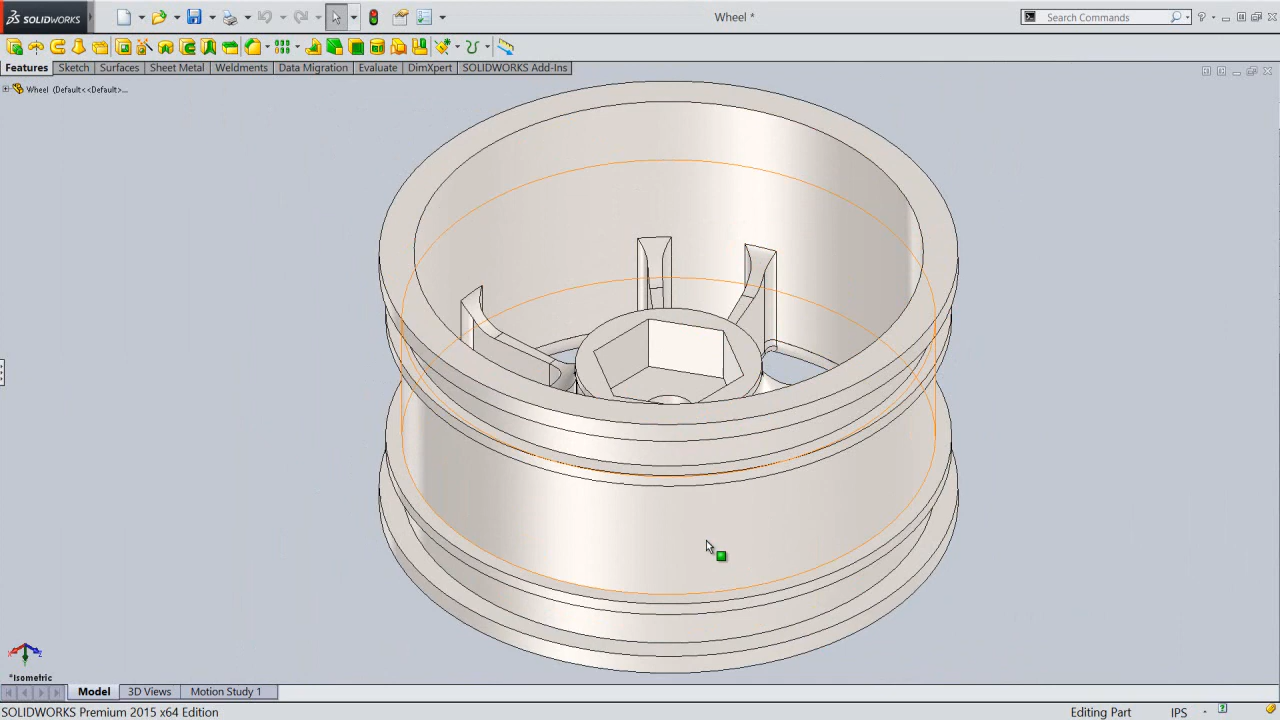 SOLIDWORKS
Wheel *
Search Commands
Features
Sketch
Surfaces
Sheet Metal
Weldments
Data Migration
Evaluate
DimXpert
SOLIDWORKS Add-Ins
Wheel (Default<<Default>...
*Isometric
Model
3D Views
Motion Study 1
SOLIDWORKS Premium 2015 x64 Edition
Editing Part
IPS